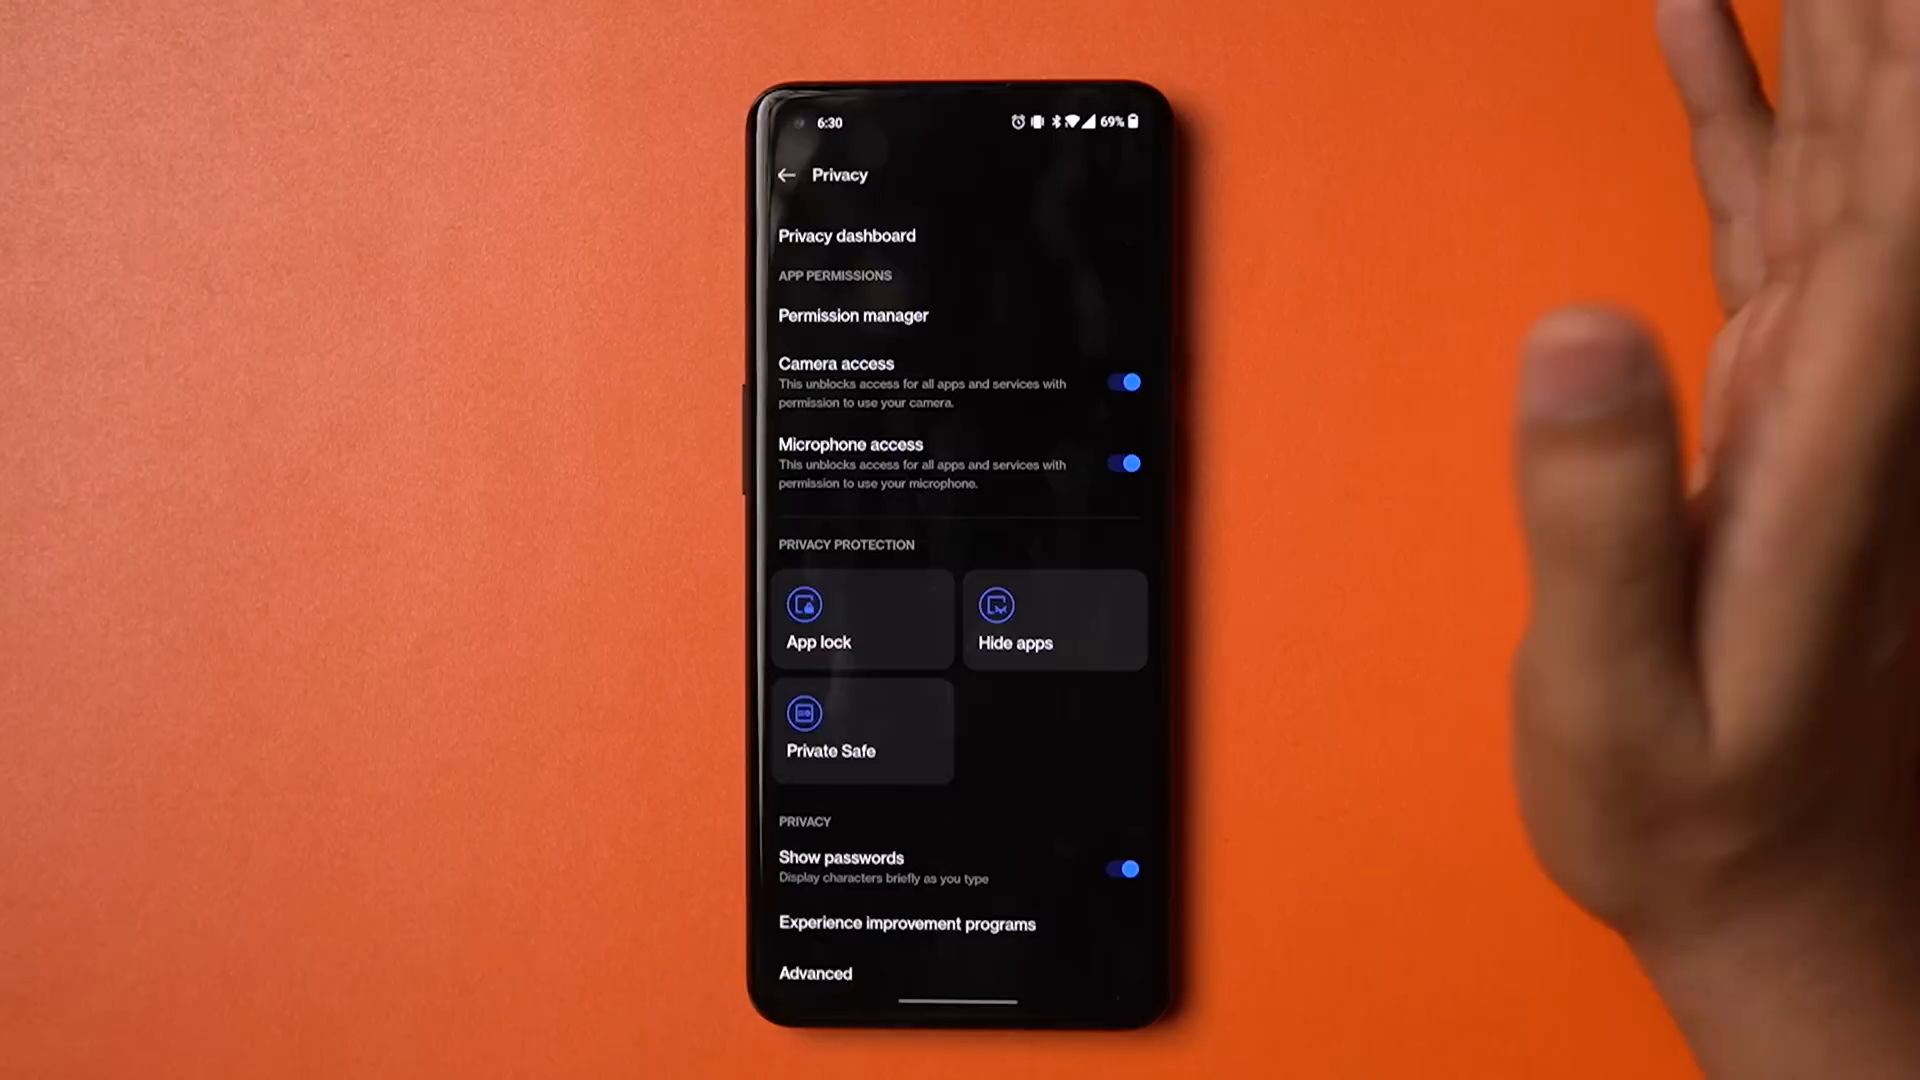 6:30
69%
Privacy
Privacy dashboard
APP PERMISSIONS
Permission manager
Camera access
This unblocks access for all apps and services with
permission to use your camera.
Microphone access
This unblocks access for all apps and services with
permission to use your microphone.
PRIVACY PROTECTION
App lock
Hide apps
Private Safe
PRIVACY
Show passwords
Display characters briefly as you type
Experience improvement programs
Advanced